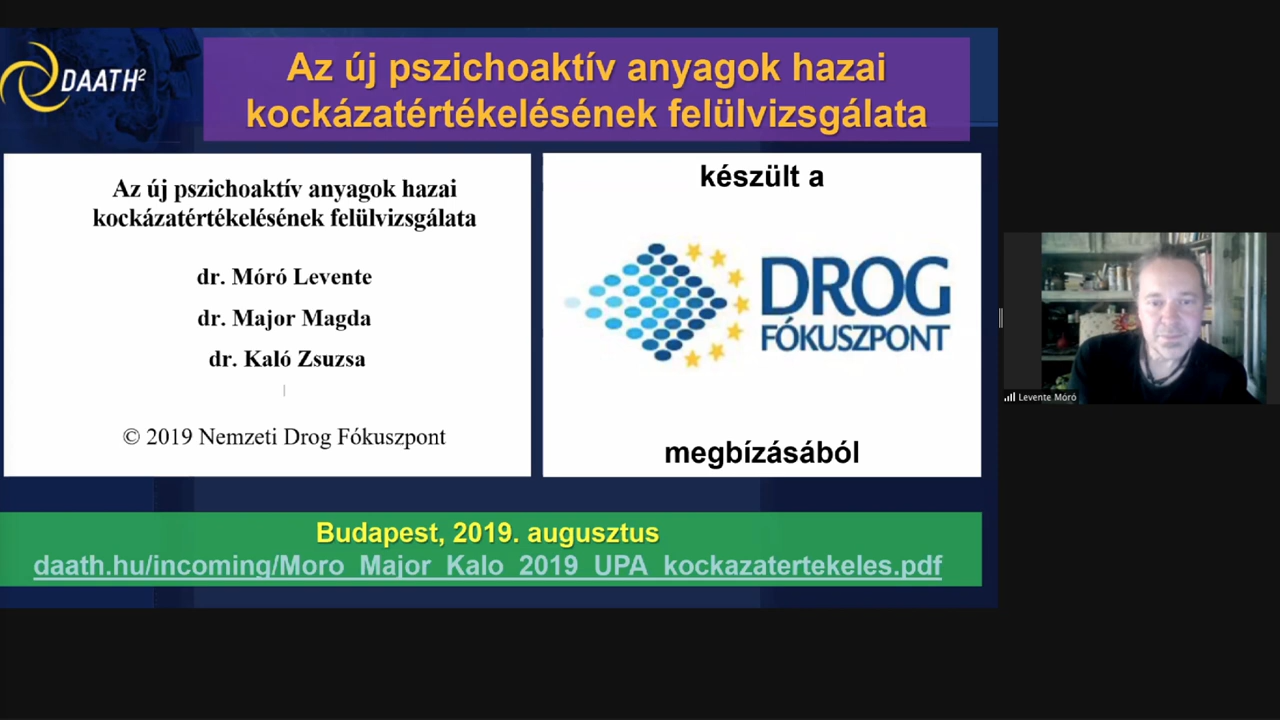 DAATH²
Az új pszichoaktív anyagok hazai
kockázatértékelésének felülvizsgálata
Az új pszichoaktív anyagok hazai
kockázatértékelésének felülvizsgálata
dr. Móró Levente
dr. Major Magda
dr. Kaló Zsuzsa
© 2019 Nemzeti Drog Fókuszpont
készült a
DROG
FÓKUSZPONT
megbízásából
Levente Móró
Budapest, 2019. augusztus
daath.hu/incoming/Moro_Major_Kalo_2019_UPA_kockazatertekeles.pdf